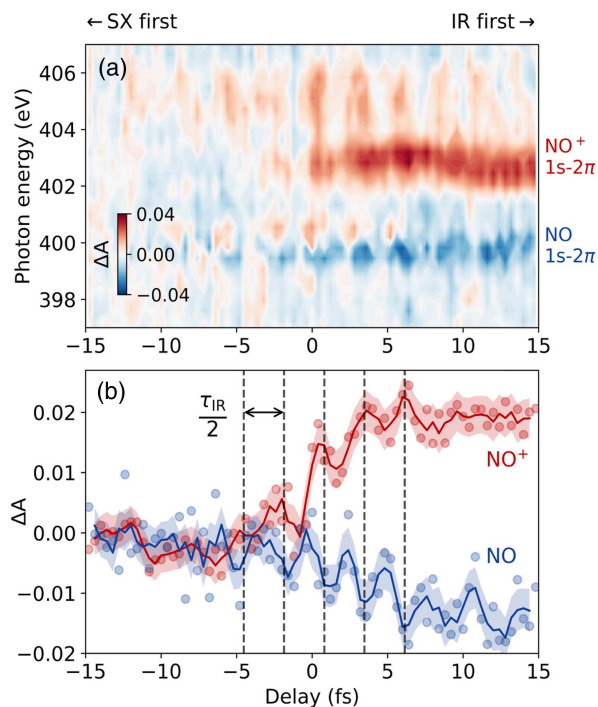 ← SX first
IR first →
(a)
Photon energy (eV)
406
404
402
400
398
NO⁺
1s-2π
NO
1s-2π
ΔA
0.04
0.00
−0.04
−15
−10
−5
0
5
10
15
(b)
τIR
2
ΔA
0.02
0.01
0.00
−0.01
−0.02
NO⁺
NO
−15
−10
−5
0
5
10
15
Delay (fs)